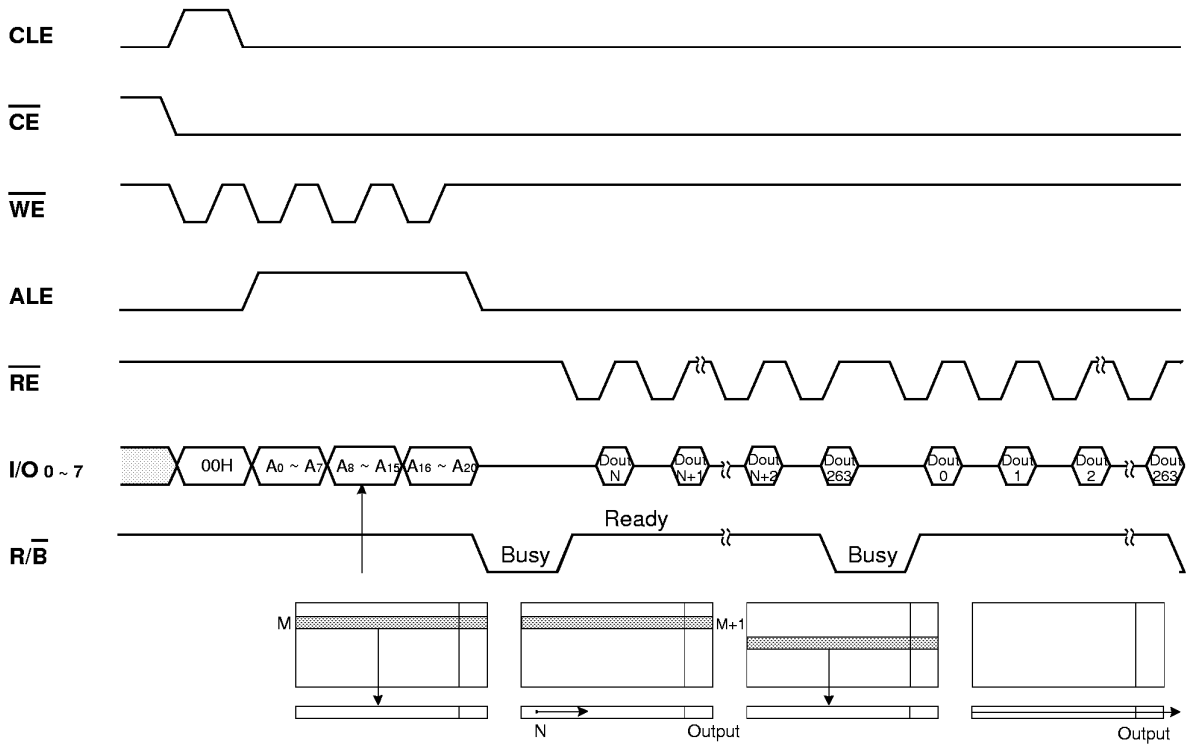 CLE
CE
WE
ALE
RE
I/O 0 ~ 7
00H
A0 ~ A7
A8 ~ A15
A16 ~ A20
Dout N
Dout N+1
Dout N+2
Dout 263
Dout 0
Dout 1
Dout 2
Dout 263
R/B
Busy
Ready
Busy
M
M+1
N
Output
Output